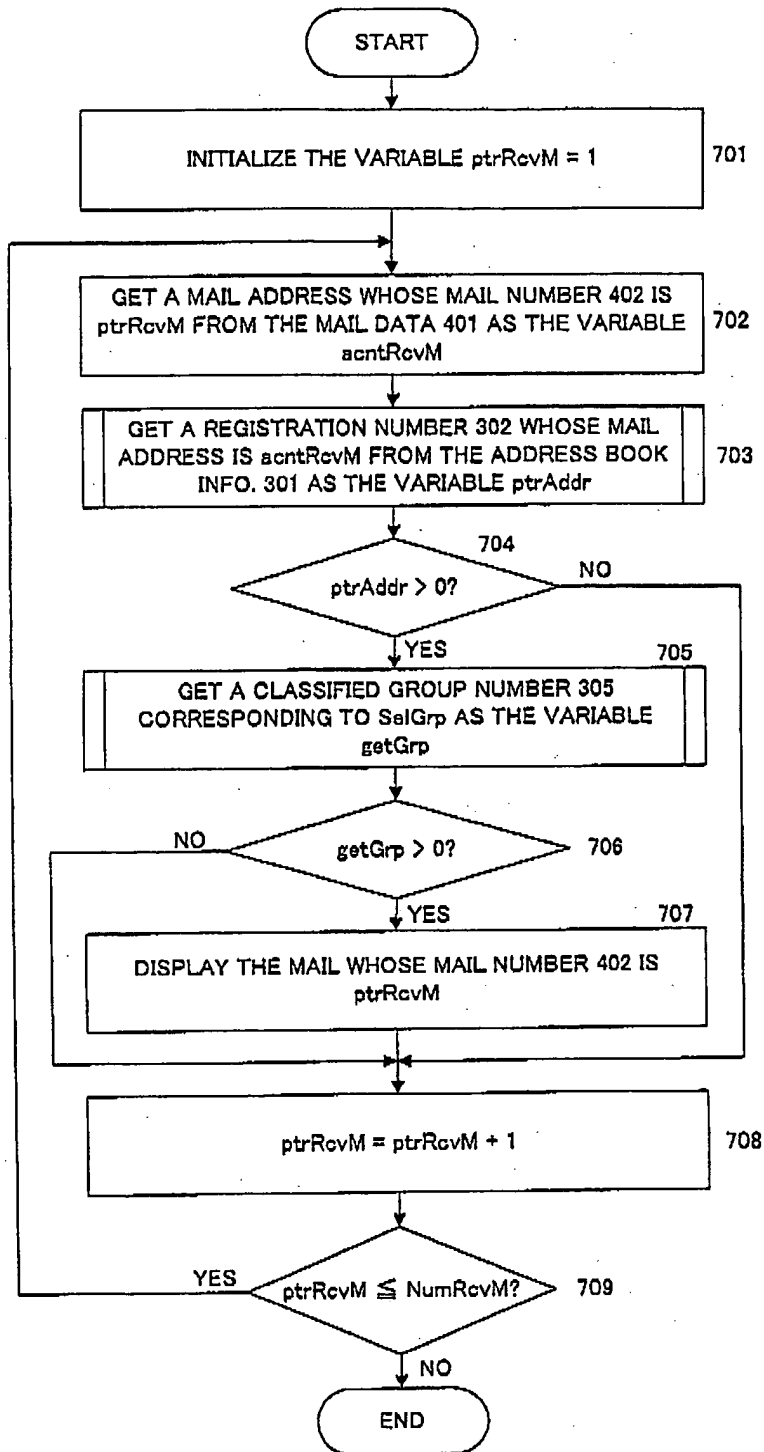 START
INITIALIZE THE VARIABLE ptrRcvM = 1
701
GET A MAIL ADDRESS WHOSE MAIL NUMBER 402 IS
ptrRcvM FROM THE MAIL DATA 401 AS THE VARIABLE
acntRcvM
702
GET A REGISTRATION NUMBER 302 WHOSE MAIL
ADDRESS IS acntRcvM FROM THE ADDRESS BOOK
INFO. 301 AS THE VARIABLE ptrAddr
703
704
ptrAddr > 0?
NO
YES
705
GET A CLASSIFIED GROUP NUMBER 305
CORRESPONDING TO SelGrp AS THE VARIABLE
getGrp
NO
getGrp > 0?
706
YES
707
DISPLAY THE MAIL WHOSE MAIL NUMBER 402 IS
ptrRcvM
ptrRcvM = ptrRcvM + 1
708
YES
ptrRcvM ≦ NumRcvM?
709
NO
END